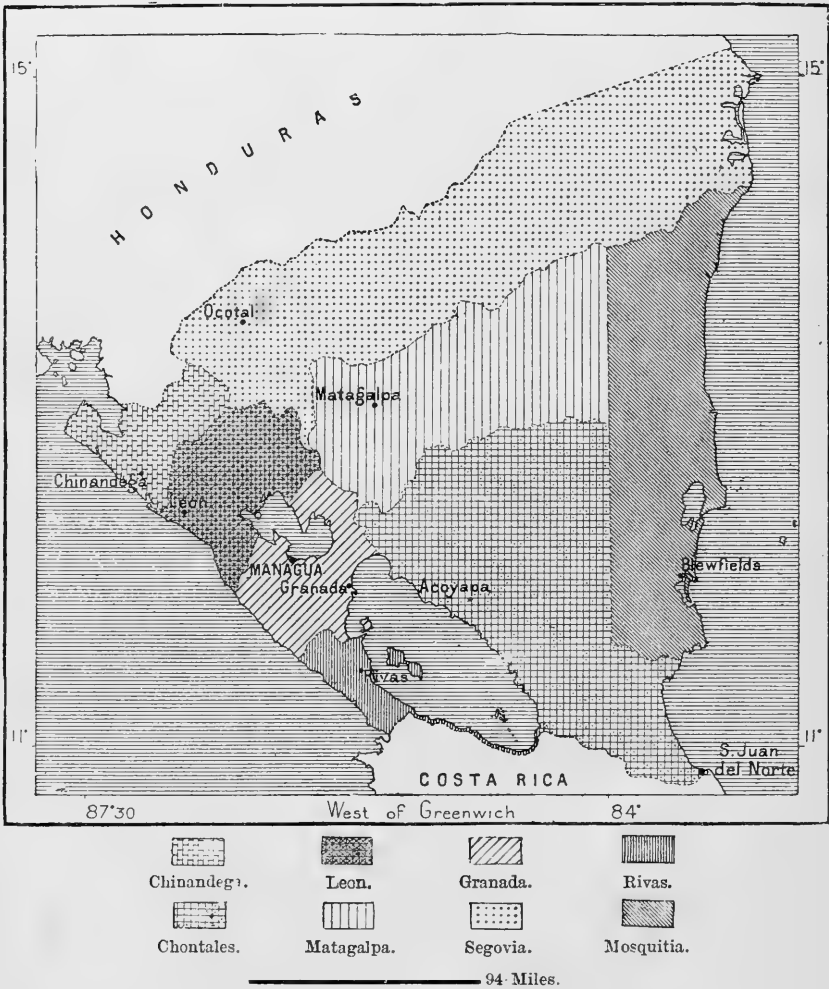 15°
15°
HONDURAS
Ocotal
Matagalpa
Chinandega
Leon
MANAGUA
Granada
Acoyapa
Blewfields
Rivas
11°
11°
S. Juan
del Norte
COSTA RICA
87°30
West of Greenwich
84°
Chinandega.
Leon.
Granada.
Rivas.
Chontales.
Matagalpa.
Segovia.
Mosquitia.
94 Miles.